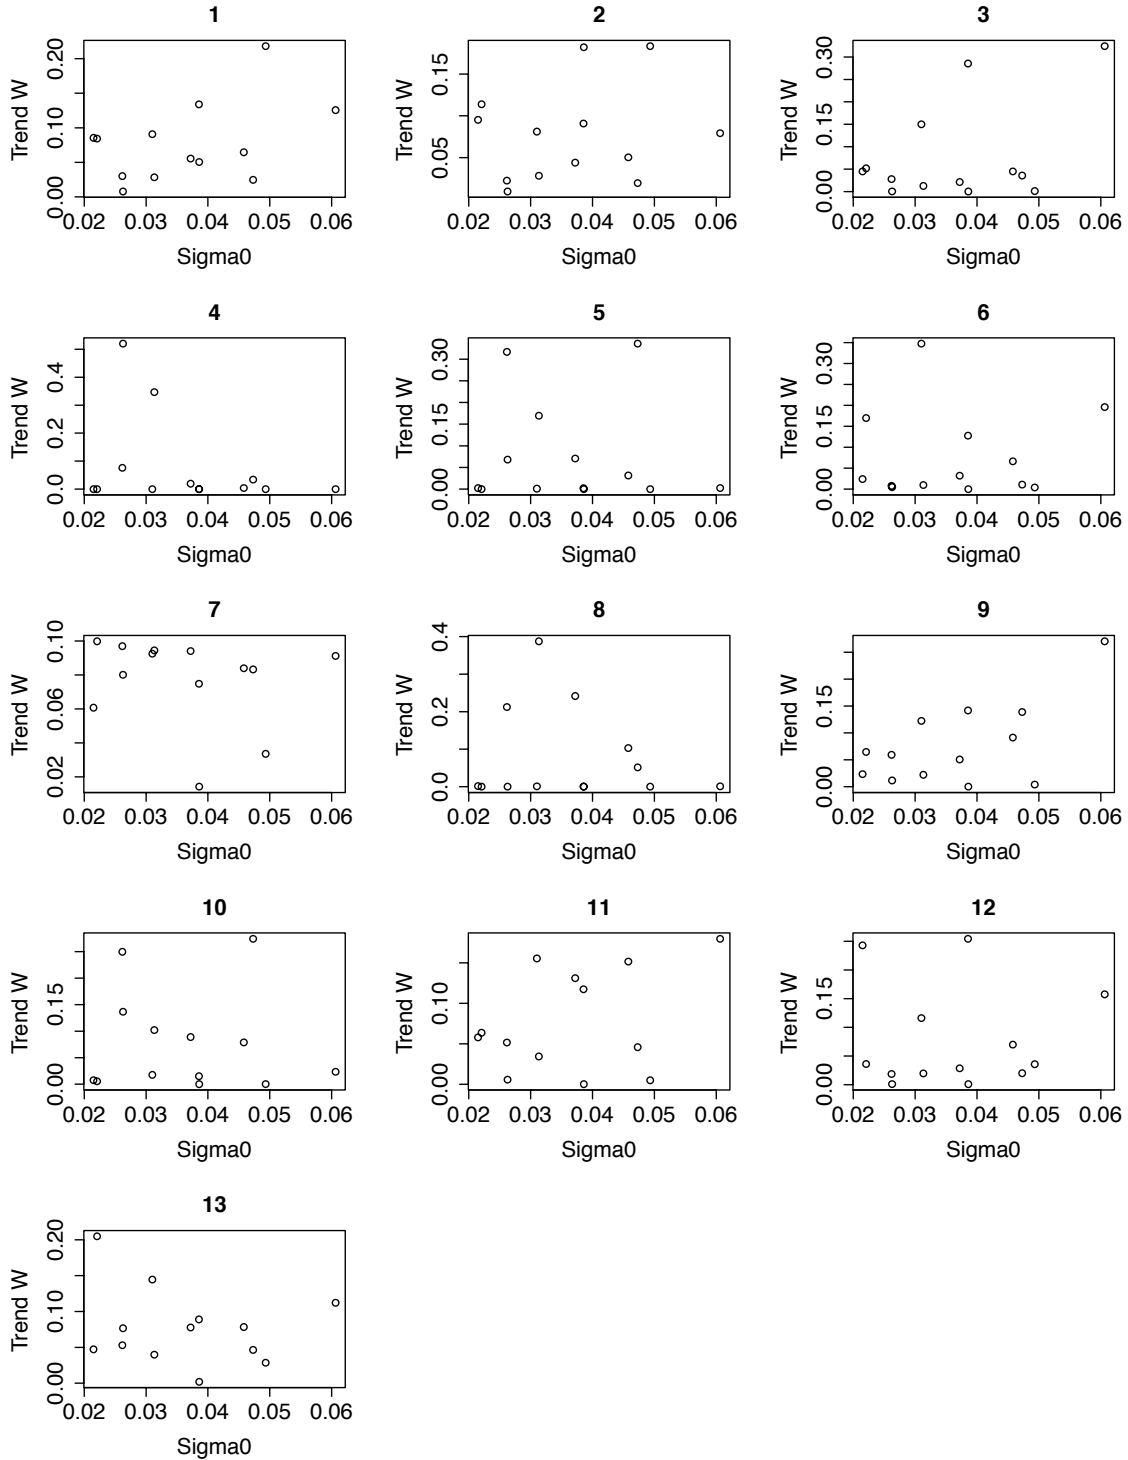 1 2 3
Trend W 0.00 0.10 0.20 Trend W 0.05 0.15 Trend W 0.00 0.15 0.30
0.02 0.03 0.04 0.05 0.06 0.02 0.03 0.04 0.05 0.06 0.02 0.03 0.04 0.05 0.06
Sigma0 Sigma0 Sigma0
4 5 6
Trend W 0.0 0.2 0.4 Trend W 0.00 0.15 0.30 Trend W 0.00 0.15 0.30
0.02 0.03 0.04 0.05 0.06 0.02 0.03 0.04 0.05 0.06 0.02 0.03 0.04 0.05 0.06
Sigma0 Sigma0 Sigma0
7 8 9
Trend W 0.02 0.06 0.10 Trend W 0.0 0.2 0.4 Trend W 0.00 0.15
0.02 0.03 0.04 0.05 0.06 0.02 0.03 0.04 0.05 0.06 0.02 0.03 0.04 0.05 0.06
Sigma0 Sigma0 Sigma0
10 11 12
Trend W 0.00 0.15 Trend W 0.00 0.10 Trend W 0.00 0.15
0.02 0.03 0.04 0.05 0.06 0.02 0.03 0.04 0.05 0.06 0.02 0.03 0.04 0.05 0.06
Sigma0 Sigma0 Sigma0
13
Trend W 0.00 0.10 0.20
0.02 0.03 0.04 0.05 0.06
Sigma0